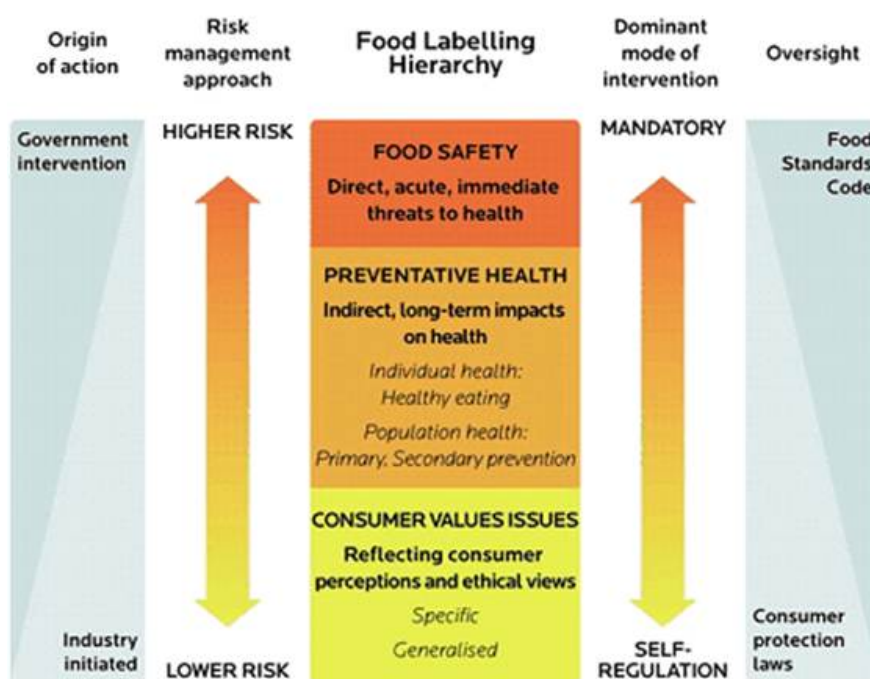 Origin
of action
Risk
management
approach
Food Labelling
Hierarchy
Dominant
mode of
intervention
Oversight
Government
intervention
HIGHER RISK
FOOD SAFETY
Direct, acute, immediate
threats to health
MANDATORY
Food
Standards
Code
PREVENTATIVE HEALTH
Indirect, long-term impacts
on health
Individual health:
Healthy eating
Population health:
Primary. Secondary prevention
CONSUMER VALUES ISSUES
Reflecting consumer
perceptions and ethical views
Specific
Generalised
Industry
initiated
LOWER RISK
SELF-
REGULATION
Consumer
protection
laws